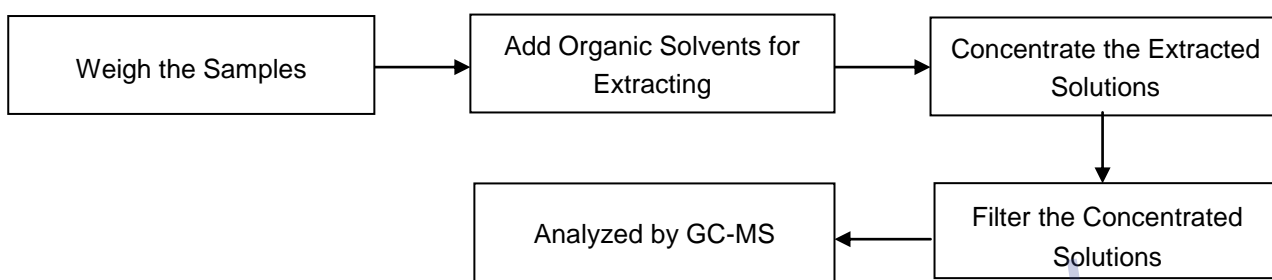 Weigh the Samples
Add Organic Solvents for
Extracting
Concentrate the Extracted
Solutions
Filter the Concentrated
Solutions
Analyzed by GC-MS